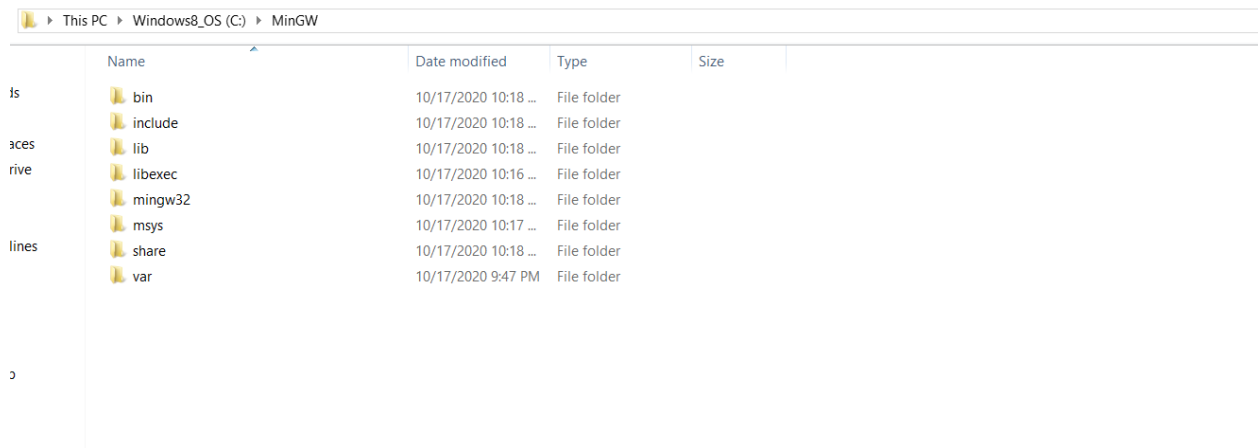 This PC Windows8_OS (C:) MinGW
Name Date modified Type Size
bin 10/17/2020 10:18 ... File folder
ds
include 10/17/2020 10:18 ... File folder
lib 10/17/2020 10:18 ... File folder
aces
libexec 10/17/2020 10:16 ... File folder
rive
mingw32 10/17/2020 10:18 ... File folder
msys 10/17/2020 10:17 ... File folder
lines
share 10/17/2020 10:18 ... File folder
var 10/17/2020 9:47 PM File folder